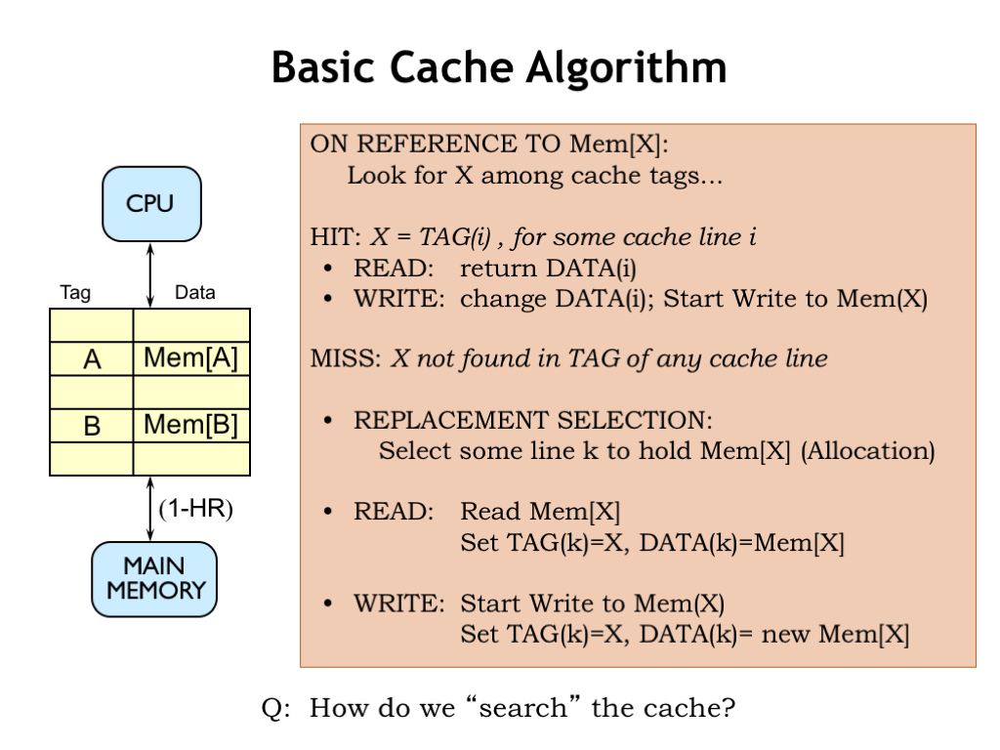 Basic Cache Algorithm
CPU
Tag Data
A Mem[A]
B Mem[B]
(1-HR)
MAIN
MEMORY
ON REFERENCE TO Mem[X]:
Look for X among cache tags...
HIT: X = TAG(i) , for some cache line i
• READ: return DATA(i)
• WRITE: change DATA(i); Start Write to Mem(X)
MISS: X not found in TAG of any cache line
• REPLACEMENT SELECTION:
Select some line k to hold Mem[X] (Allocation)
• READ: Read Mem[X]
Set TAG(k)=X, DATA(k)=Mem[X]
• WRITE: Start Write to Mem(X)
Set TAG(k)=X, DATA(k)= new Mem[X]
Q: How do we “search” the cache?